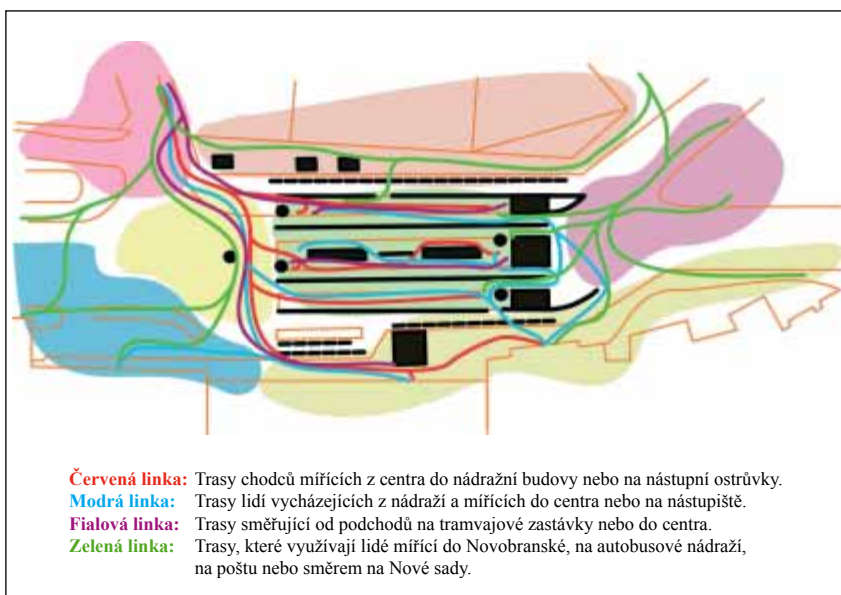 Červená linka: Trasy chodců mířících z centra do nádražní budovy nebo na nástupní ostrůvky.
Modrá linka: Trasy lidí vycházejících z nádraží a mířících do centra nebo na nástupiště.
Fialová linka: Trasy směřující od podchodů na tramvajové zastávky nebo do centra.
Zelená linka: Trasy, které využívají lidé mířící do Novobranské, na autobusové nádraží,
na poštu nebo směrem na Nové sady.